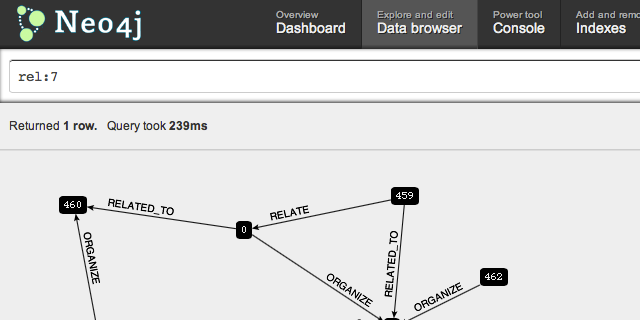 Neo4j
Overview
Dashboard
Explore and edit
Data browser
Power tool
Console
Add and remo
Indexes
rel:7
Returned 1 row. Query took 239ms
460
RELATED_TO
0
RELATE
459
ORGANIZE
ORGANIZE
RELATED_TO
ORGANIZE
462